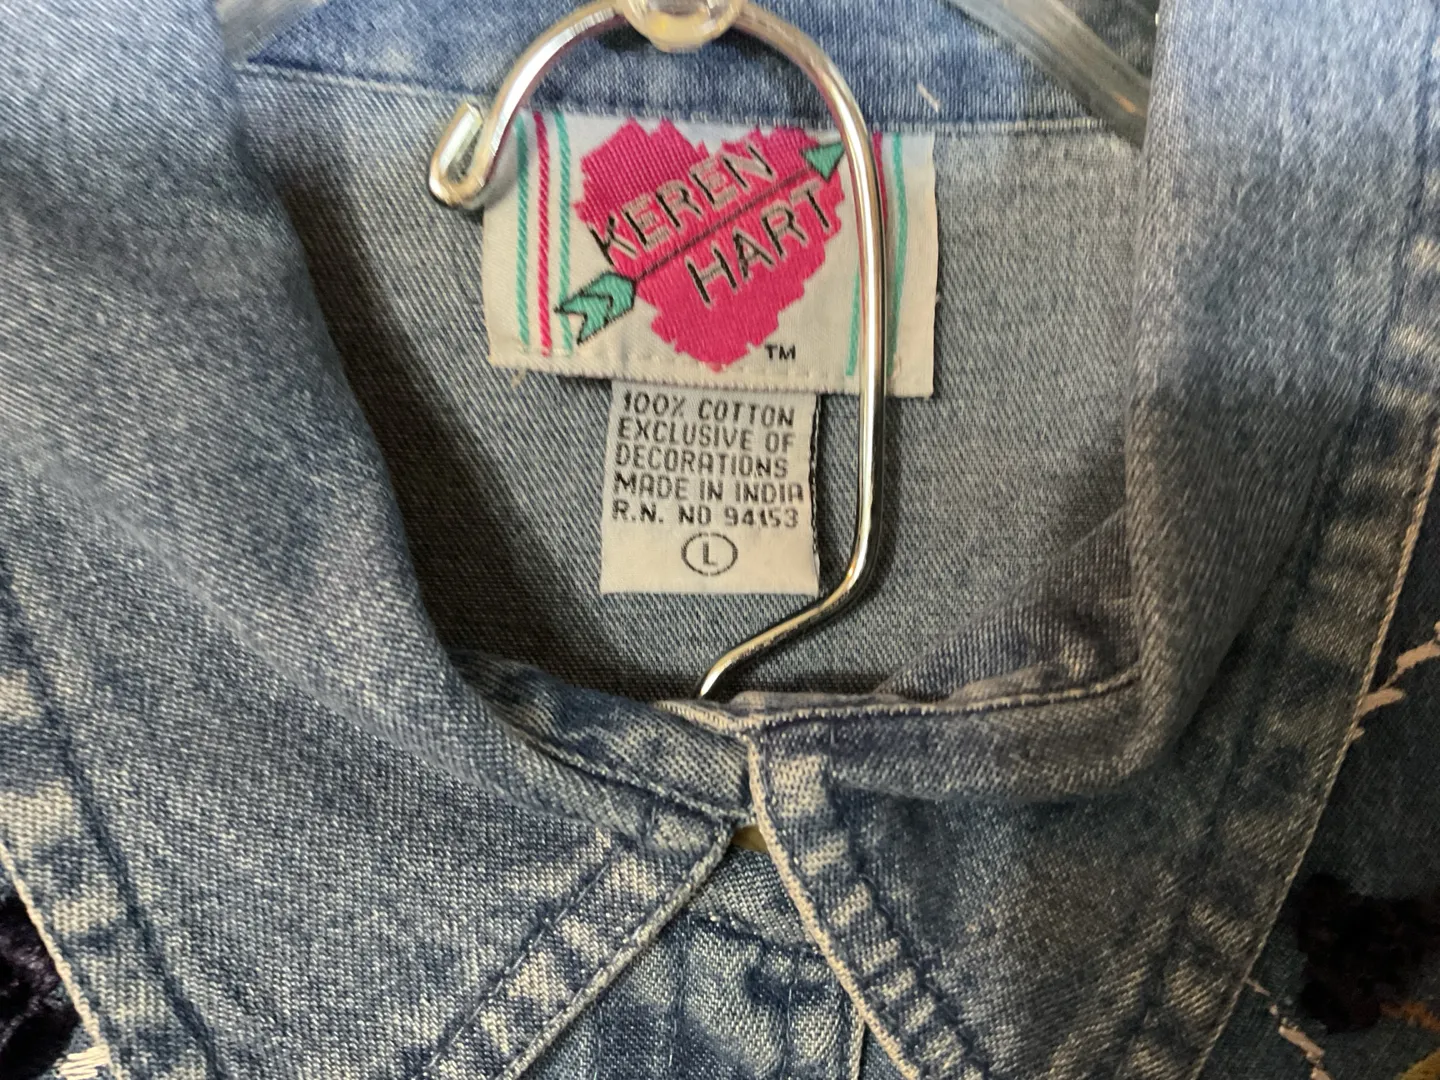 KEREN
HART
TM
100% COTTON
EXCLUSIVE OF
DECORATIONS
MADE IN INDIA
R.N. NO 94153
L